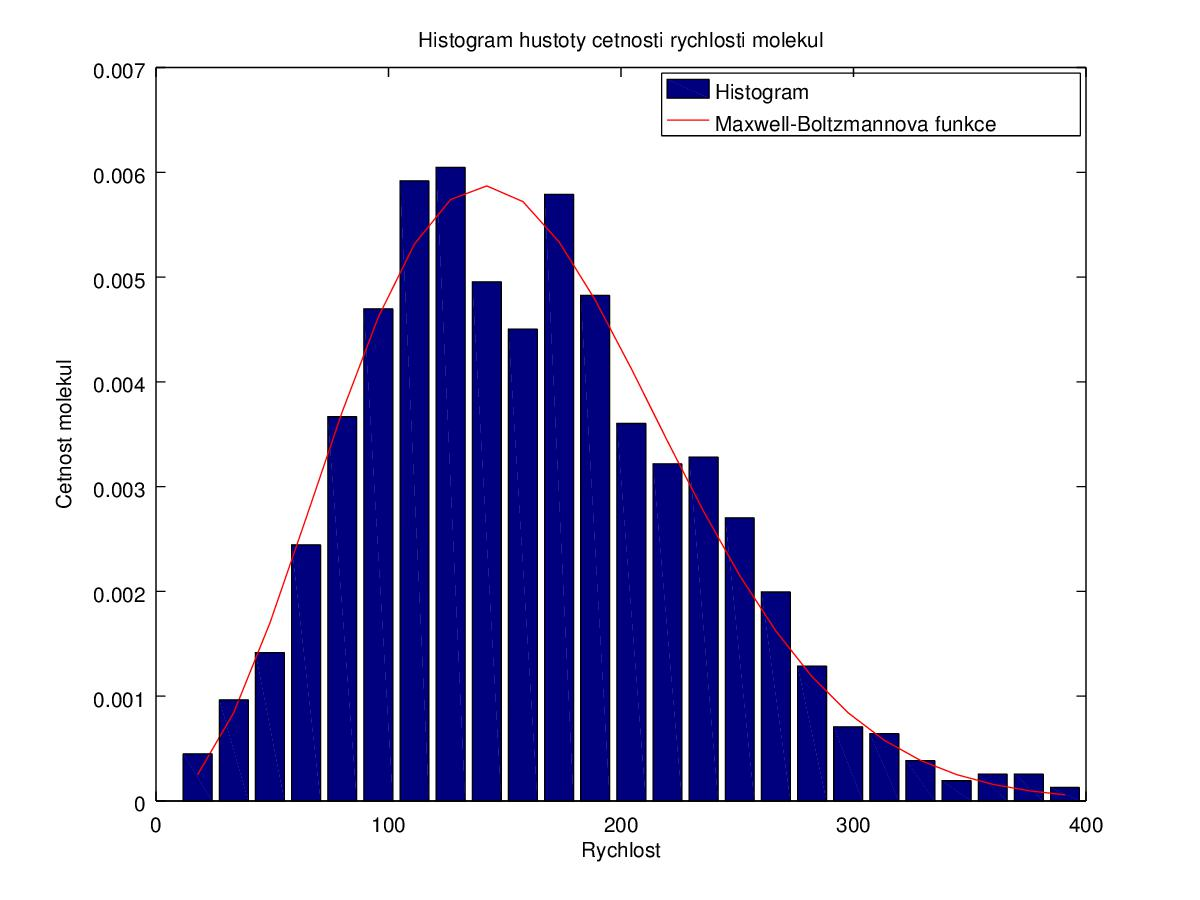 Histogram hustoty cetnosti rychlosti molekul
Histogram
Maxwell-Boltzmannova funkce
0.007
0.006
0.005
0.004
0.003
0.002
0.001
0
Cetnost molekul
0 100 200 300 400
Rychlost